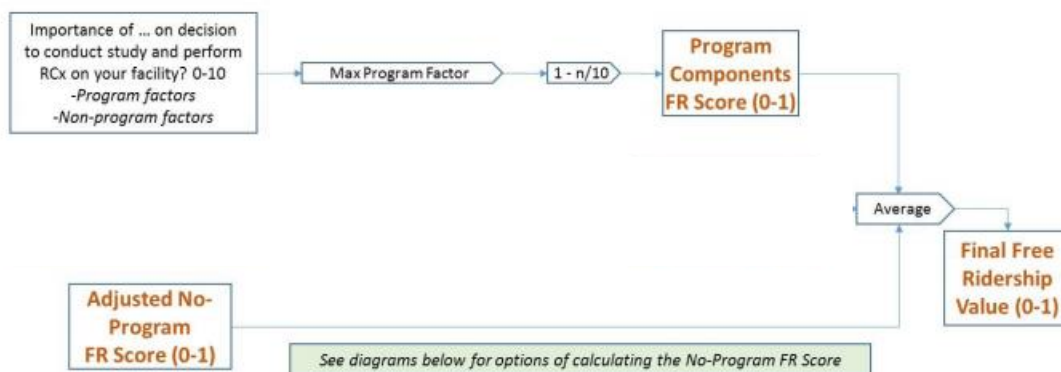 Importance of ... on decision
to conduct study and perform
RCx on your facility? 0-10
-Program factors
-Non-program factors
Max Program Factor
1 - n/10
Program
Components
FR Score (0-1)
Average
Final Free
Ridership
Value (0-1)
Adjusted No-
Program
FR Score (0-1)
See diagrams below for options of calculating the No-Program FR Score